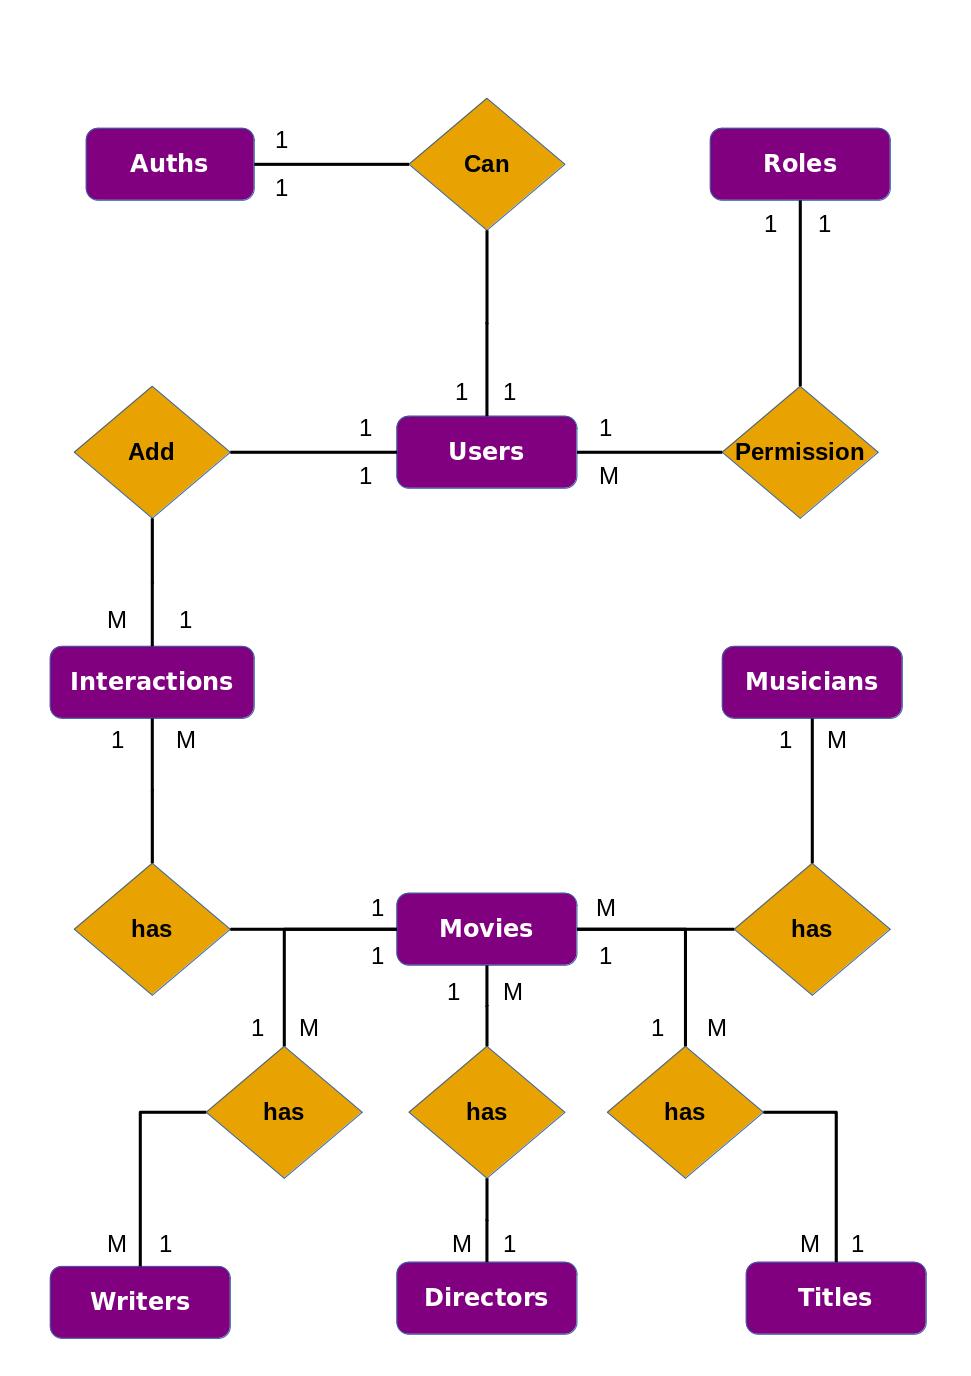 1
Auths
Can
Roles
1
1 1
1 1
1 1
Add
Users
Permission
1 M
M 1
Interactions
Musicians
1 M
1 M
1 M
has
Movies
has
1 1
1 M
1 M
1 M
has
has
has
M 1
M 1
M 1
Writers
Directors
Titles